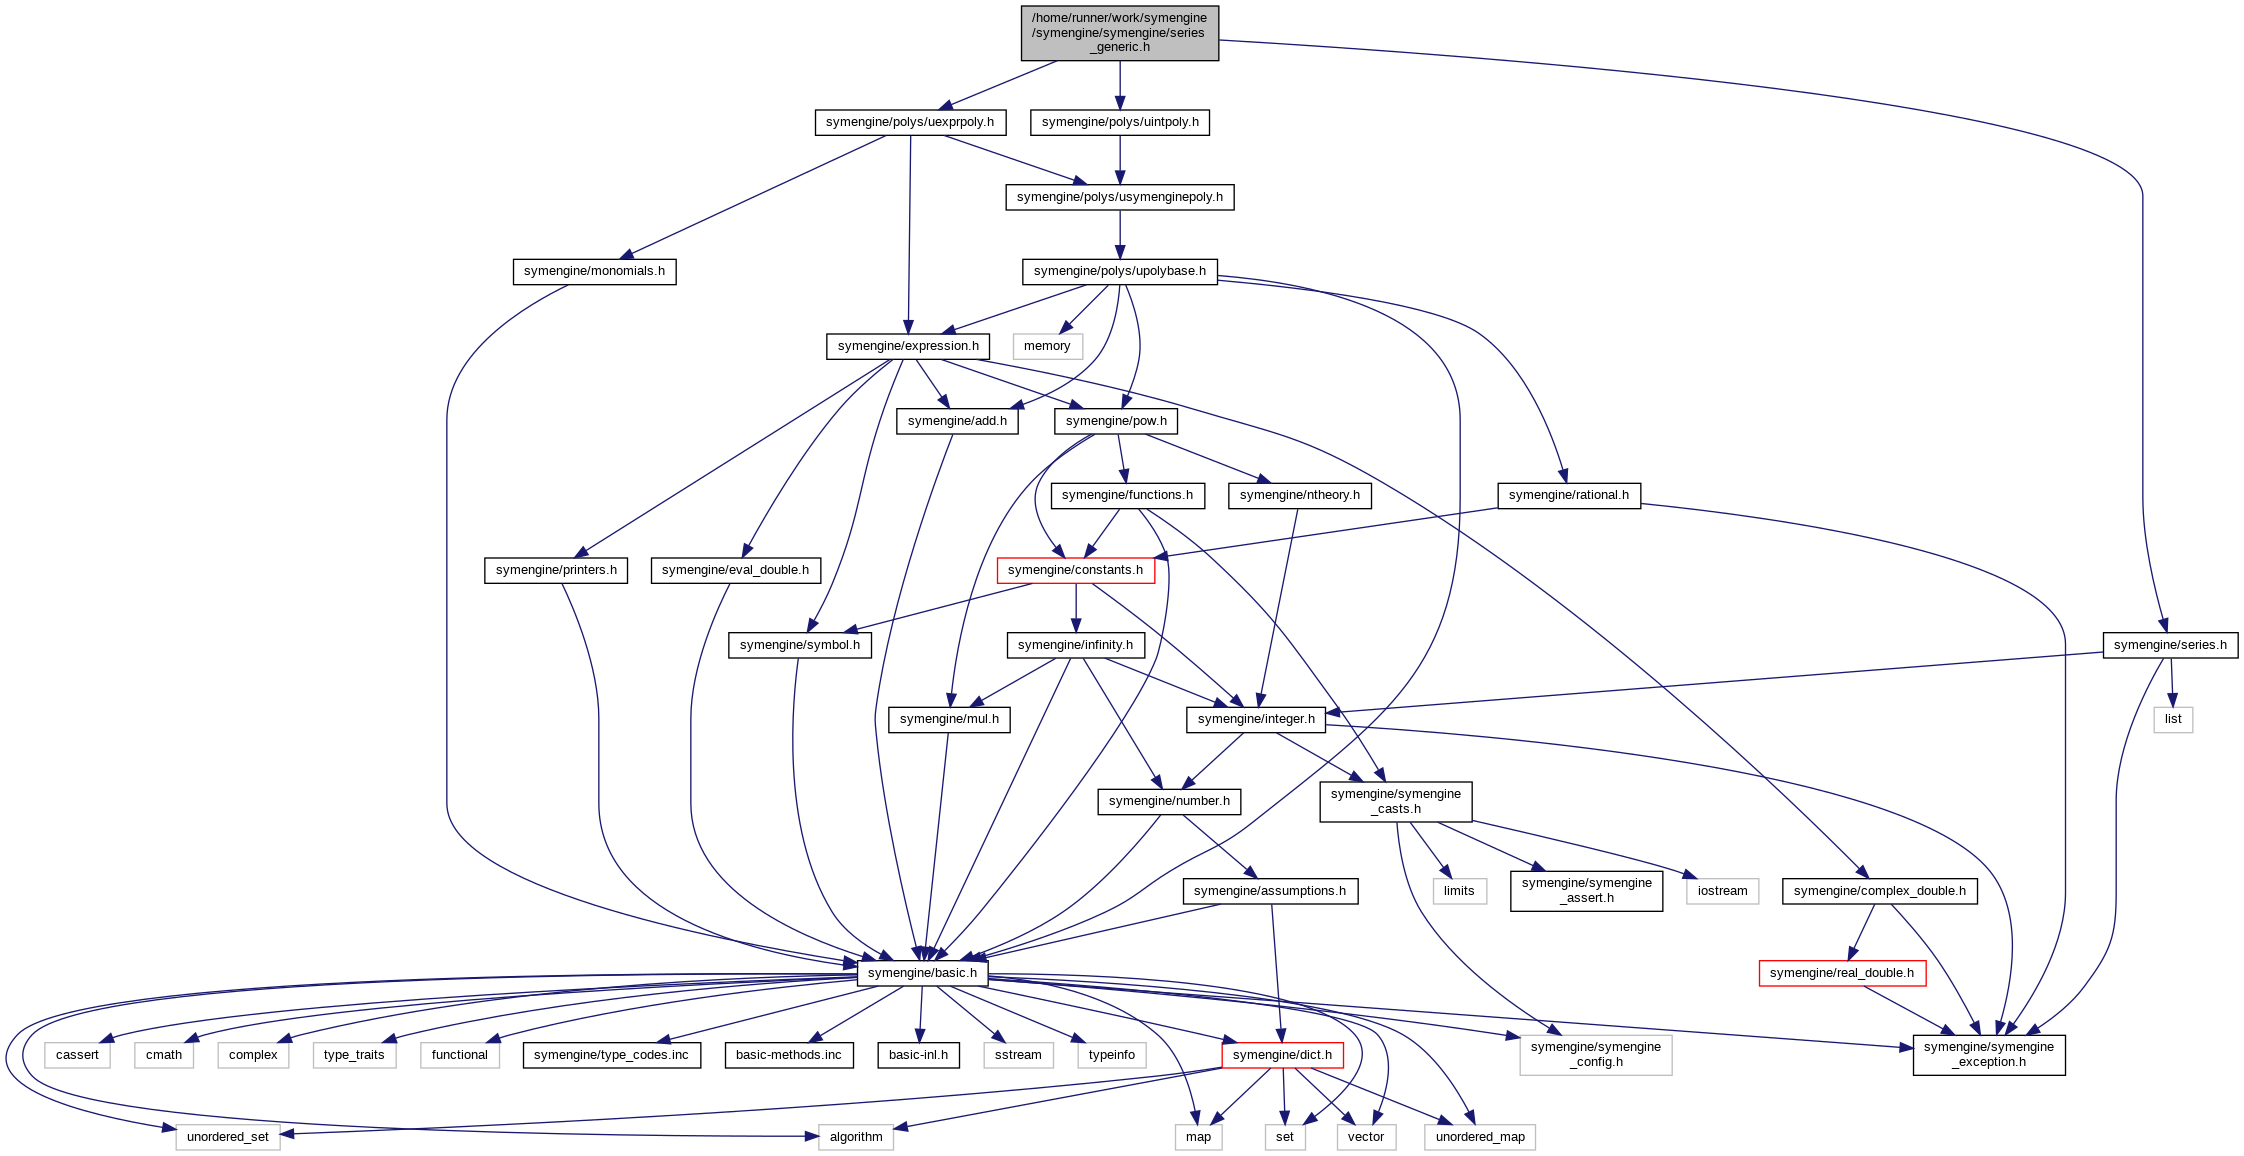 /home/runner/work/symengine
/symengine/symengine/series
_generic.h
symengine/polys/uexprpoly.h
symengine/polys/uintpoly.h
symengine/polys/usymenginepoly.h
symengine/monomials.h
symengine/polys/upolybase.h
symengine/expression.h
memory
symengine/add.h
symengine/pow.h
symengine/functions.h
symengine/ntheory.h
symengine/rational.h
symengine/printers.h
symengine/eval_double.h
symengine/constants.h
symengine/symbol.h
symengine/infinity.h
symengine/series.h
symengine/mul.h
symengine/integer.h
list
symengine/number.h
symengine/symengine
_casts.h
symengine/assumptions.h
limits
symengine/symengine
_assert.h
iostream
symengine/complex_double.h
symengine/basic.h
symengine/real_double.h
cassert
cmath
complex
type_traits
functional
symengine/type_codes.inc
basic-methods.inc
basic-inl.h
sstream
typeinfo
symengine/dict.h
symengine/symengine
_config.h
symengine/symengine
_exception.h
unordered_set
algorithm
map
set
vector
unordered_map